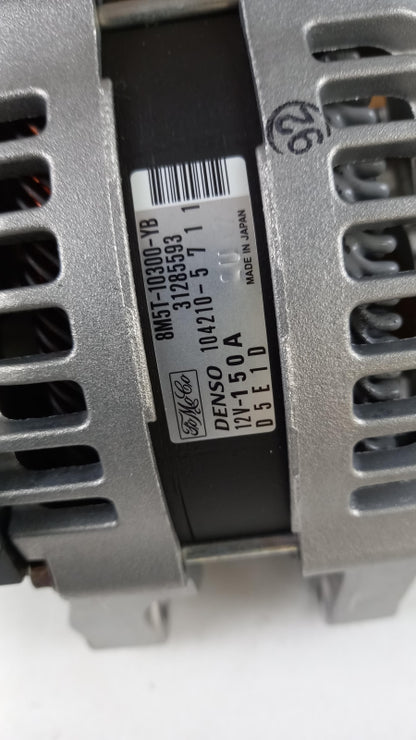 8M5T-10300-YB
31285593
104210-5711
MADE IN JAPAN
FoMoCo
DENSO
12V-150A
D5E1D
92